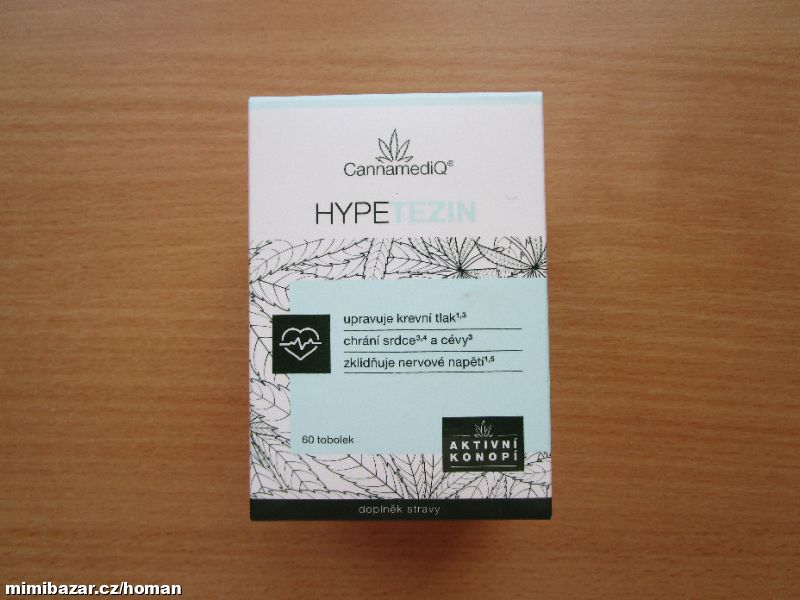 CannamediQ®
HYPETEZIN
upravuje krevní tlak¹,³
chrání srdce³,⁴ a cévy³
zklidňuje nervové napětí¹,⁵
60 tobolek
AKTIVNÍ
KONOPÍ
doplněk stravy
mimibazar.cz/homan